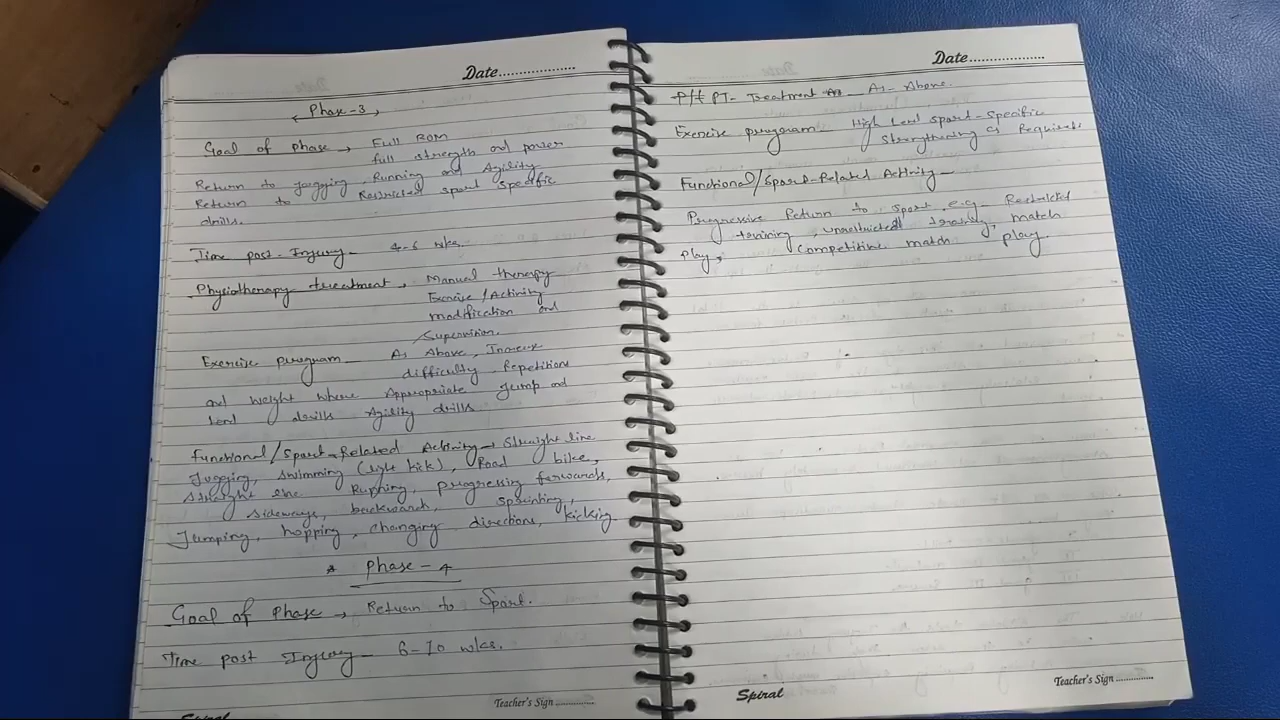 Date
Phase-3
Goal of phase → Full ROM
full strength and power
Return to jogging Running and Agility
Return to Restricted sport specific
drills.
Time post-Injury - 4-6 wks.
Physiotherapy treatment, Manual therapy
Exercise/Activity
modification and
Supervision.
Exercise program - As Above, Increase
difficulty Repetitions
and weight where Appropriate Jump and
land drills Agility drills
Functional/Sport-Related Activity → Straight line
Jogging, swimming (light kick), Road bike,
straight line Running, progressing forwards,
sideways, backwards, sprinting,
Jumping, hopping, changing directions, kicking
* Phase-4
Goal of Phase → Return to Sport.
Time post Injury - 6-10 wks.
Teacher's Sign
Spiral
Date
PT- Treatment - As- Above.
Exercise program - High Level sport-Specific
Strengthening as Required
Functional/Sport-Related Activity -
Progressive Return to sport e.g- Restricted
training, unrestricted training, match
play, Competitive match play.
Spiral
Teacher's Sign